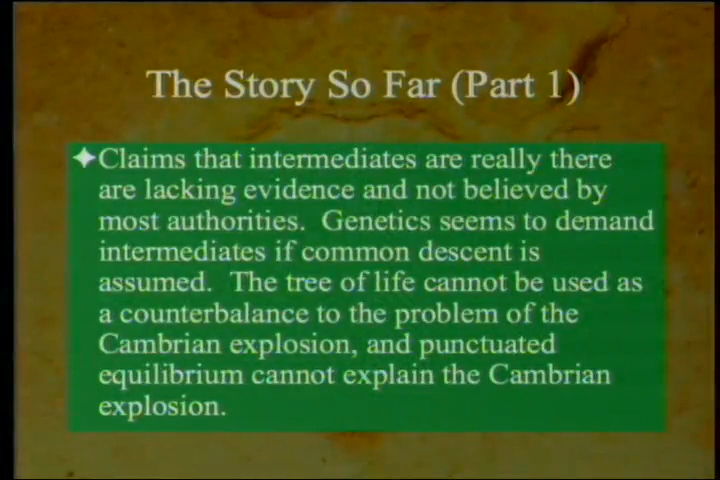 The Story So Far (Part 1)
Claims that intermediates are really there
are lacking evidence and not believed by
most authorities. Genetics seems to demand
intermediates if common descent is
assumed. The tree of life cannot be used as
a counterbalance to the problem of the
Cambrian explosion, and punctuated
equilibrium cannot explain the Cambrian
explosion.